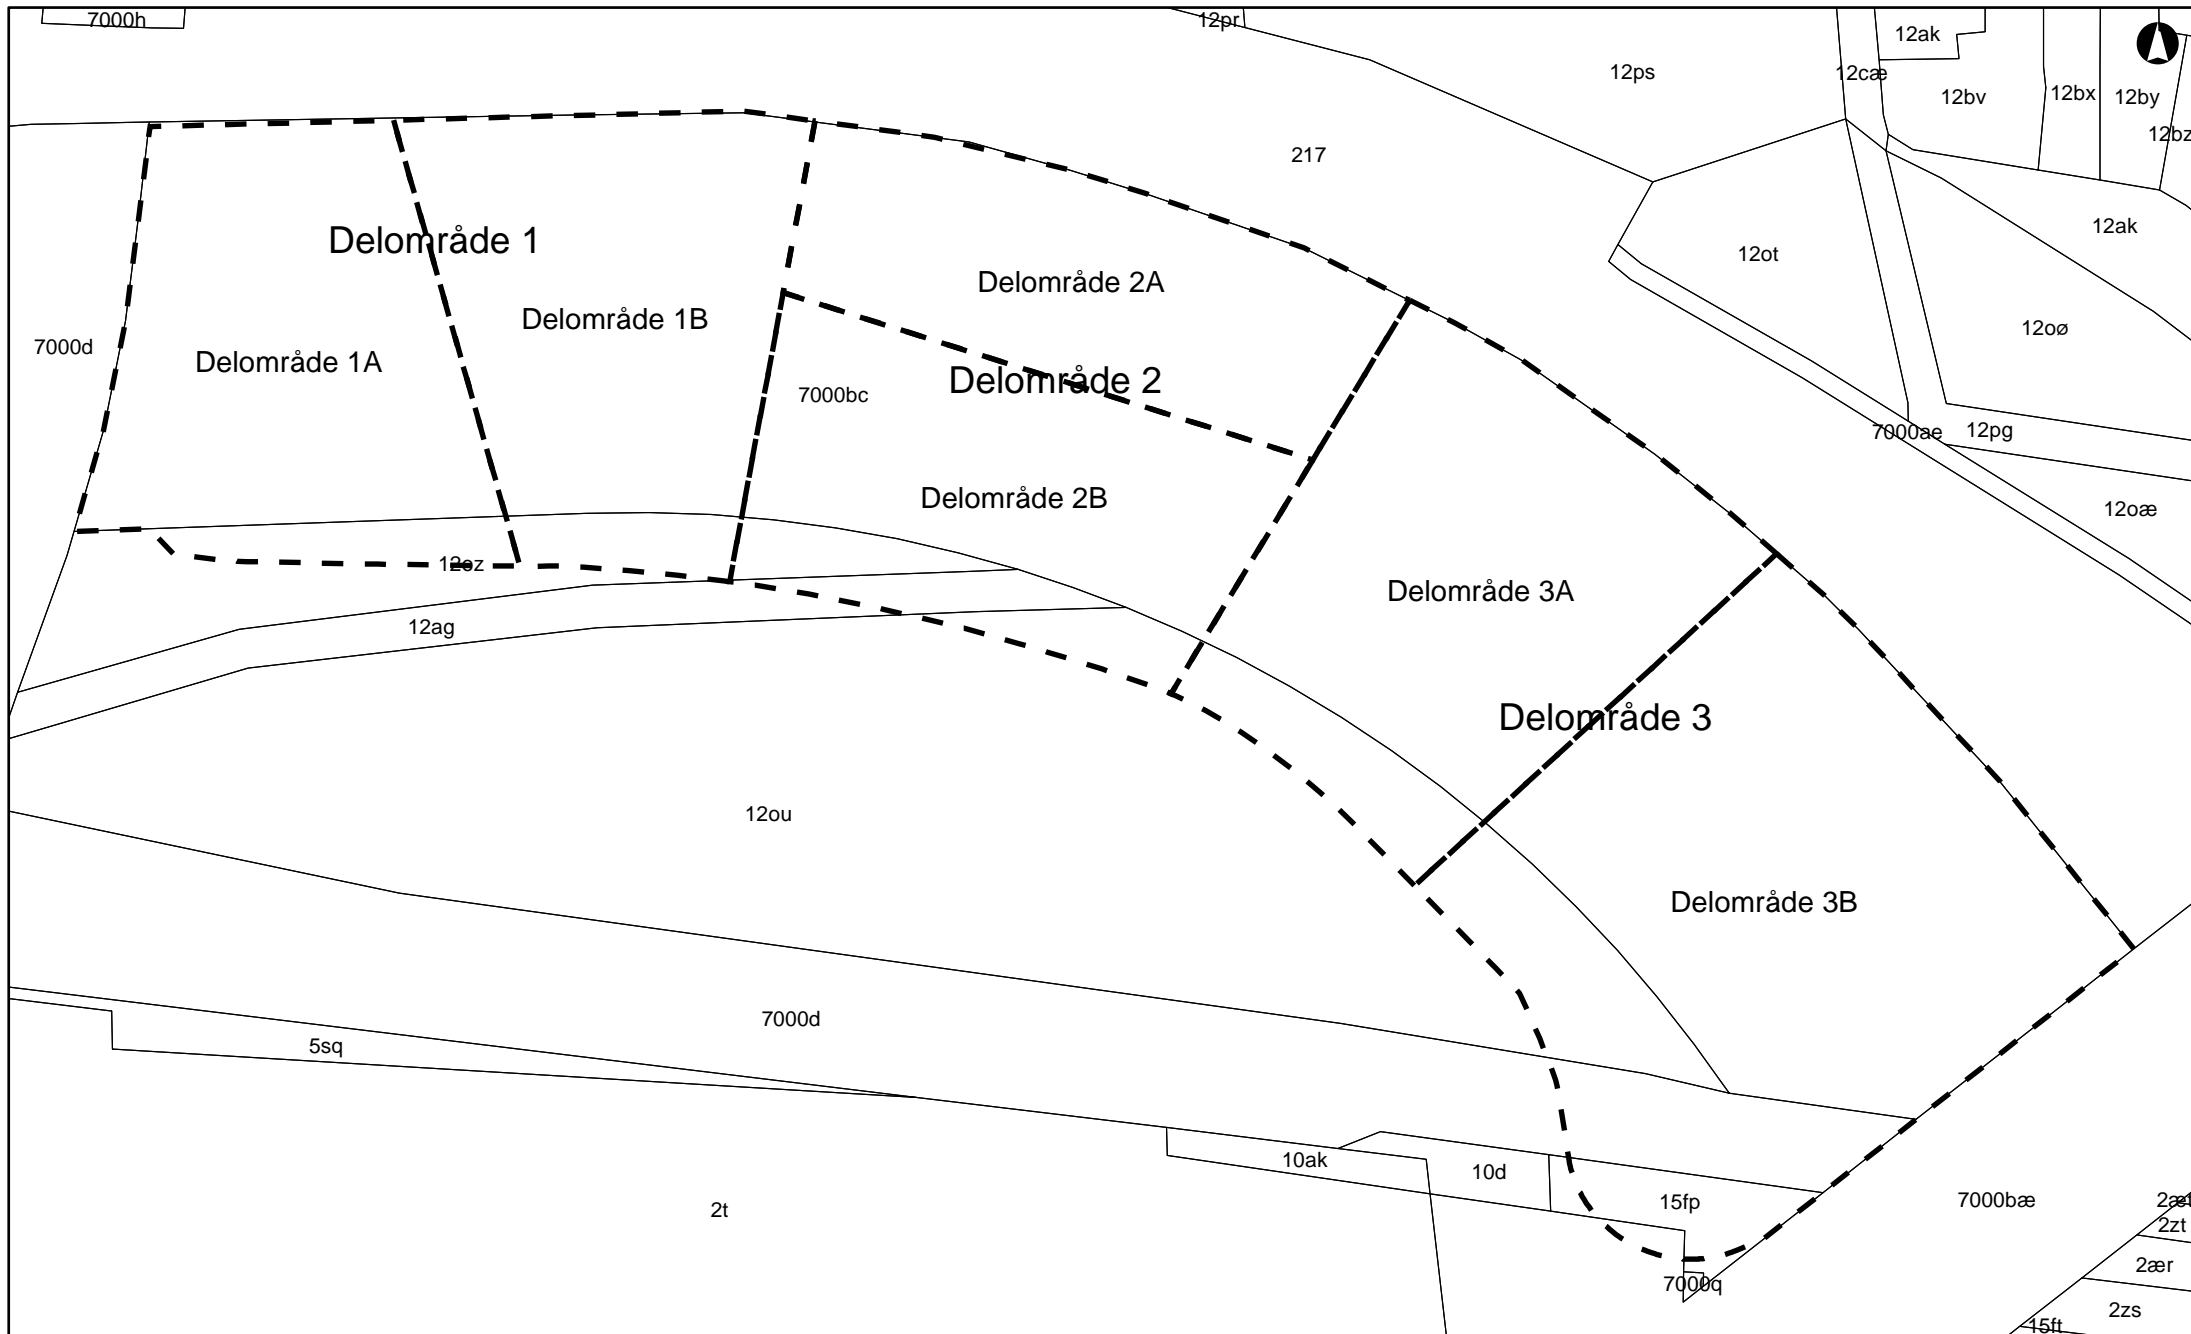 7000h
12pr
12ps
12cæ
12ak
12bv
12bx
12by
12bz
217
12ak
Delområde 1
Delområde 2A
12ot
Delområde 1B
12oø
7000d
Delområde 1A
7000bc
Delområde 2
7000ae
12pg
Delområde 2B
12oæ
12oz
Delområde 3A
12ag
Delområde 3
12ou
Delområde 3B
7000d
5sq
10ak
10d
15fp
7000bæ
2t
2zt
2ær
7000q
2zs
15ft